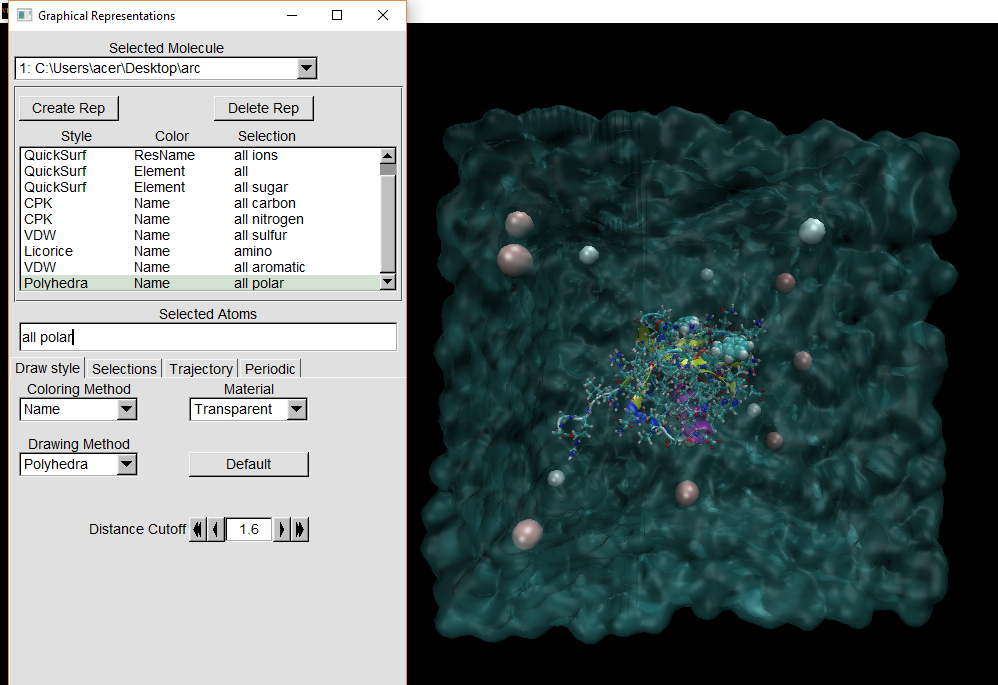 Graphical Representations
Selected Molecule
1: C:\Users\acer\Desktop\arc
Create Rep Delete Rep
Style Color Selection
QuickSurf ResName all ions
QuickSurf Element all
QuickSurf Element all sugar
CPK Name all carbon
CPK Name all nitrogen
VDW Name all sulfur
Licorice Name amino
VDW Name all aromatic
Polyhedra Name all polar
Selected Atoms
all polar
Draw style Selections Trajectory Periodic
Coloring Method Material
Name Transparent
Drawing Method
Polyhedra Default
Distance Cutoff 1.6